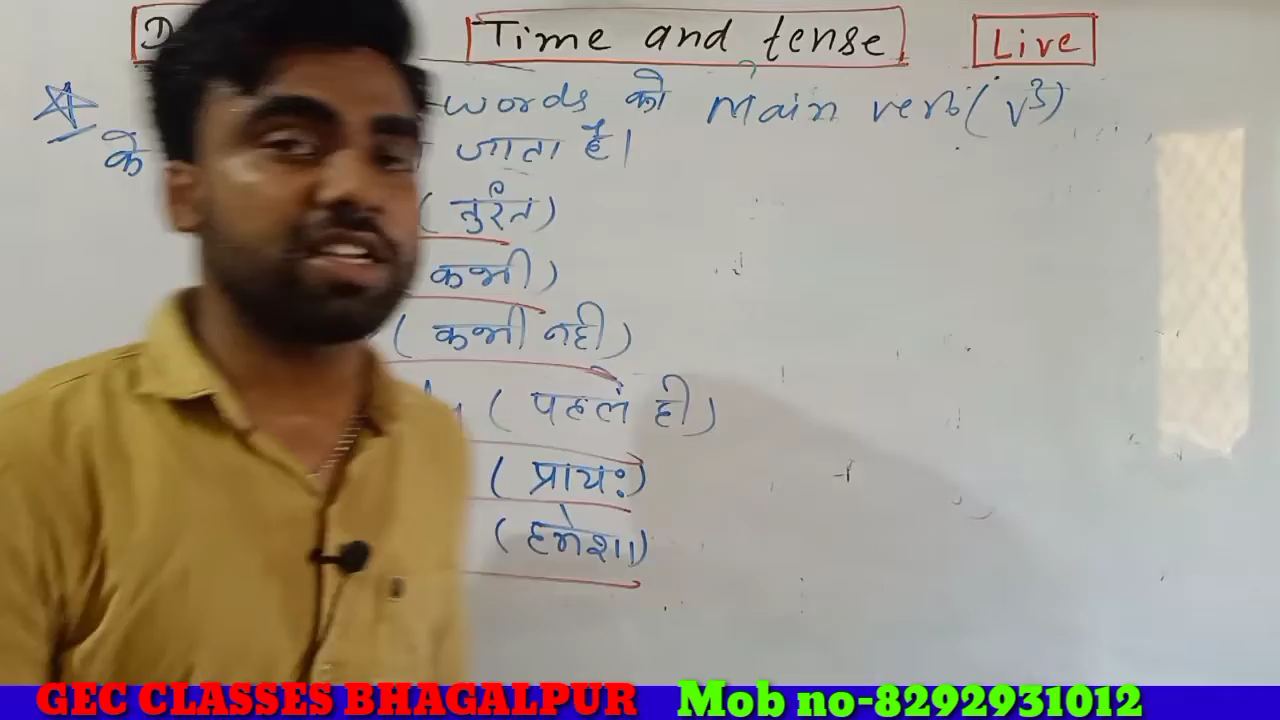 D Time and tense Live
words को Main verb ( V3 )
के जाता है।
( तुरंत )
कभी )
( कभी नही )
( पहले ही )
( प्रायः )
( हमेशा )
GEC CLASSES BHAGALPUR Mob no-8292931012